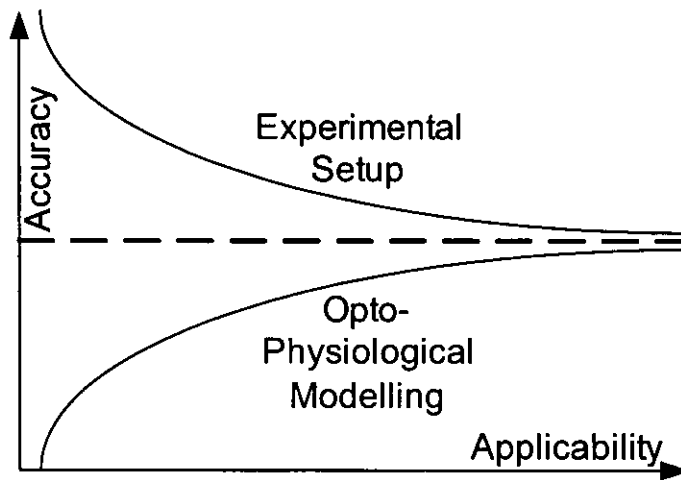 Accuracy
Experimental
Setup
Opto-
Physiological
Modelling
Applicability